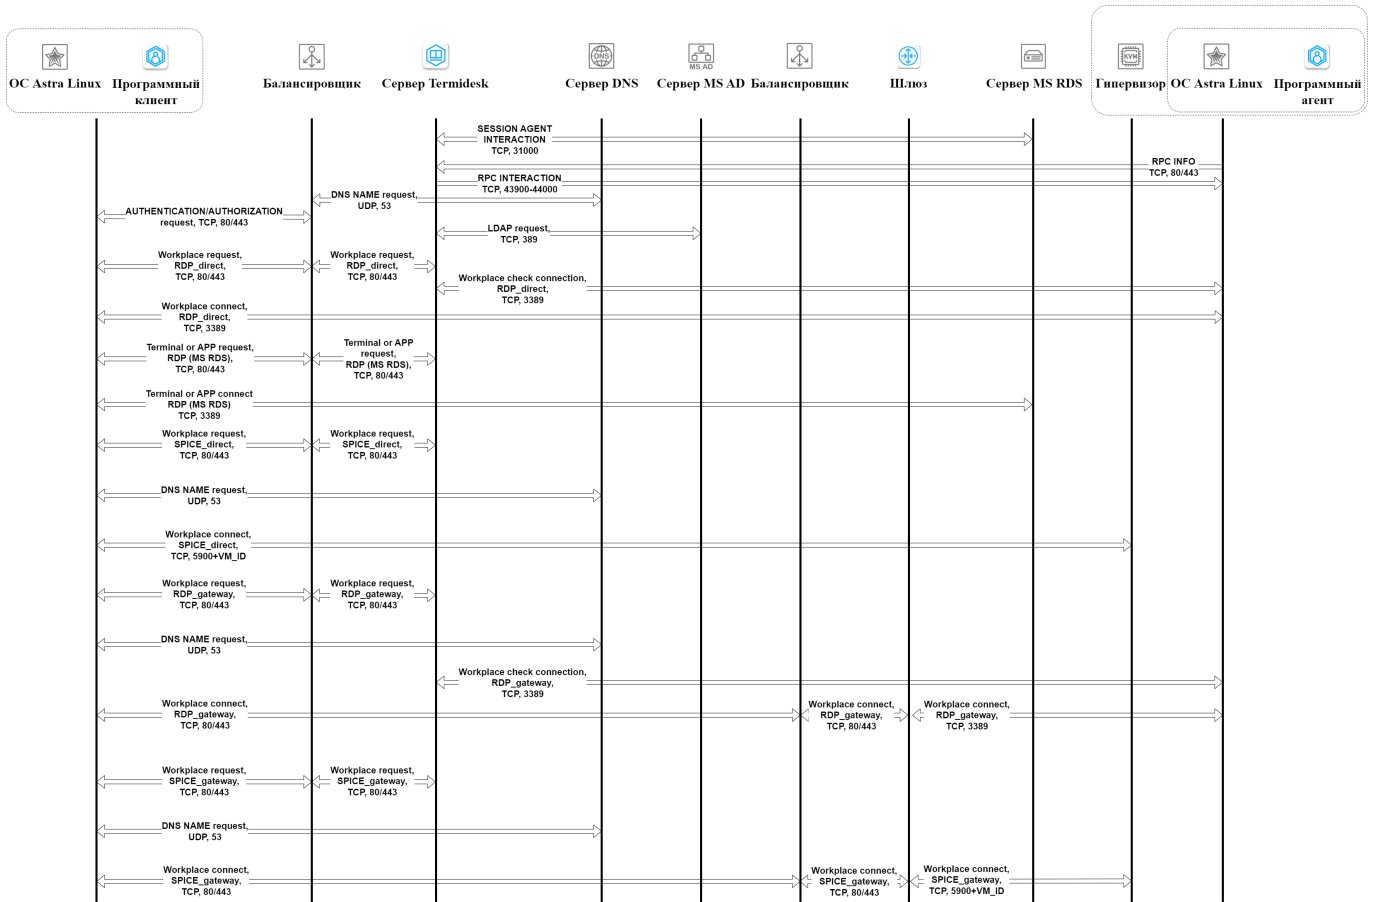 DNS
MS AD
KVM
ОС Astra Linux
Программный
клиент
Балансировщик
Сервер Termidesk
Сервер DNS
Сервер MS AD
Балансировщик
Шлюз
Сервер MS RDS
Гипервизор
ОС Astra Linux
Программный
агент
SESSION AGENT
INTERACTION
TCP, 31000
RPC INFO
TCP, 80/443
RPC INTERACTION
TCP, 43900-44000
DNS NAME request,
UDP, 53
AUTHENTICATION/AUTHORIZATION
request, TCP, 80/443
LDAP request,
TCP, 389
Workplace request,
RDP_direct,
TCP, 80/443
Workplace request,
RDP_direct,
TCP, 80/443
Workplace check connection,
RDP_direct,
TCP, 3389
Workplace connect,
RDP_direct,
TCP, 3389
Terminal or APP request,
RDP (MS RDS),
TCP, 80/443
Terminal or APP
request,
RDP (MS RDS),
TCP, 80/443
Terminal or APP connect
RDP (MS RDS)
TCP, 3389
Workplace request,
SPICE_direct,
TCP, 80/443
Workplace request,
SPICE_direct,
TCP, 80/443
DNS NAME request,
UDP, 53
Workplace connect,
SPICE_direct,
TCP, 5900+VM_ID
Workplace request,
RDP_gateway,
TCP, 80/443
Workplace request,
RDP_gateway,
TCP, 80/443
DNS NAME request,
UDP, 53
Workplace check connection,
RDP_gateway,
TCP, 3389
Workplace connect,
RDP_gateway,
TCP, 80/443
Workplace connect,
RDP_gateway,
TCP, 80/443
Workplace connect,
RDP_gateway,
TCP, 3389
Workplace request,
SPICE_gateway,
TCP, 80/443
Workplace request,
SPICE_gateway,
TCP, 80/443
DNS NAME request,
UDP, 53
Workplace connect,
SPICE_gateway,
TCP, 80/443
Workplace connect,
SPICE_gateway,
TCP, 80/443
Workplace connect,
SPICE_gateway,
TCP, 5900+VM_ID